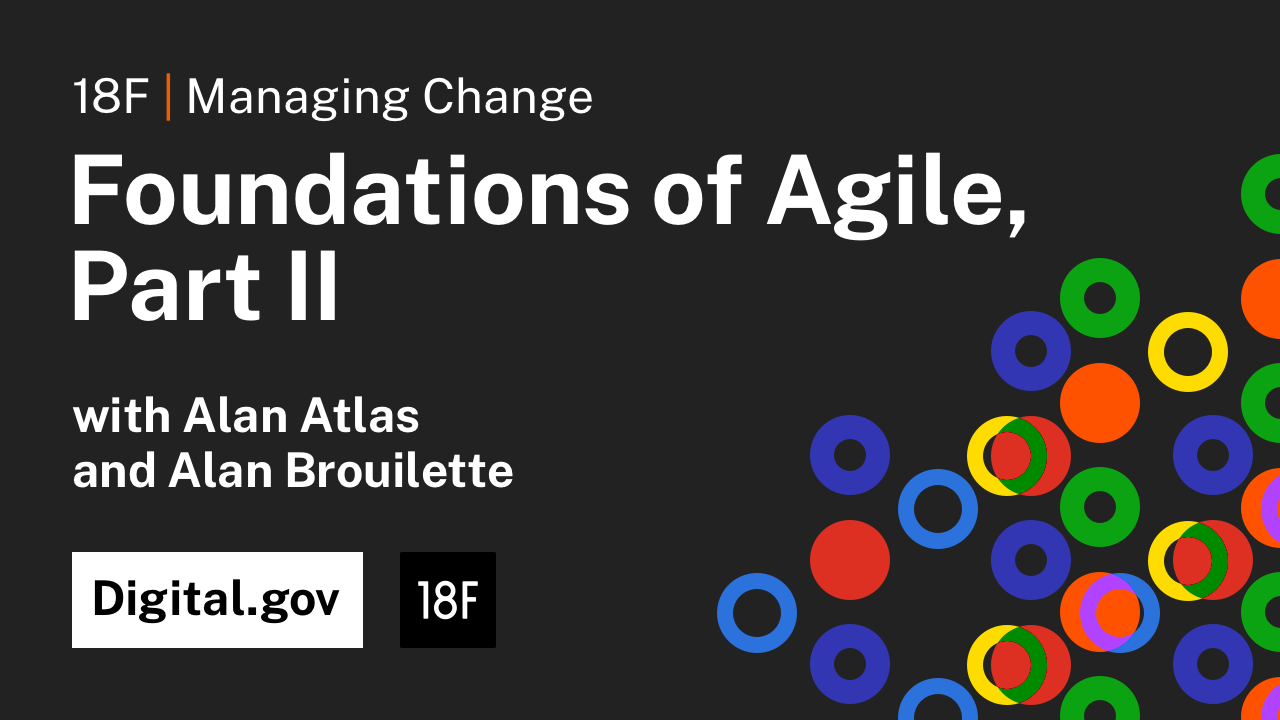 18F | Managing Change
Foundations of Agile,
Part II
with Alan Atlas
and Alan Brouilette
Digital.gov
18F